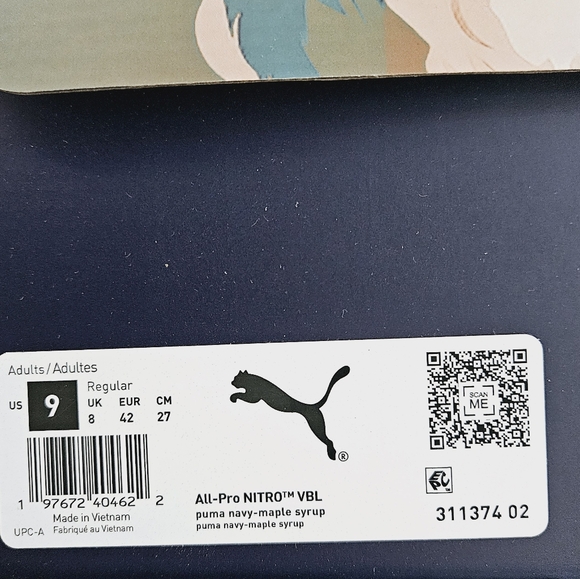 Adults/Adultes
Regular
US 9 UK EUR CM
8 42 27
1 97672 40462 2
Made in Vietnam
UPC-A Fabriqué au Vietnam
®
All-Pro NITRO™ VBL
puma navy-maple syrup
puma navy-maple syrup
SCAN
ME
311374 02